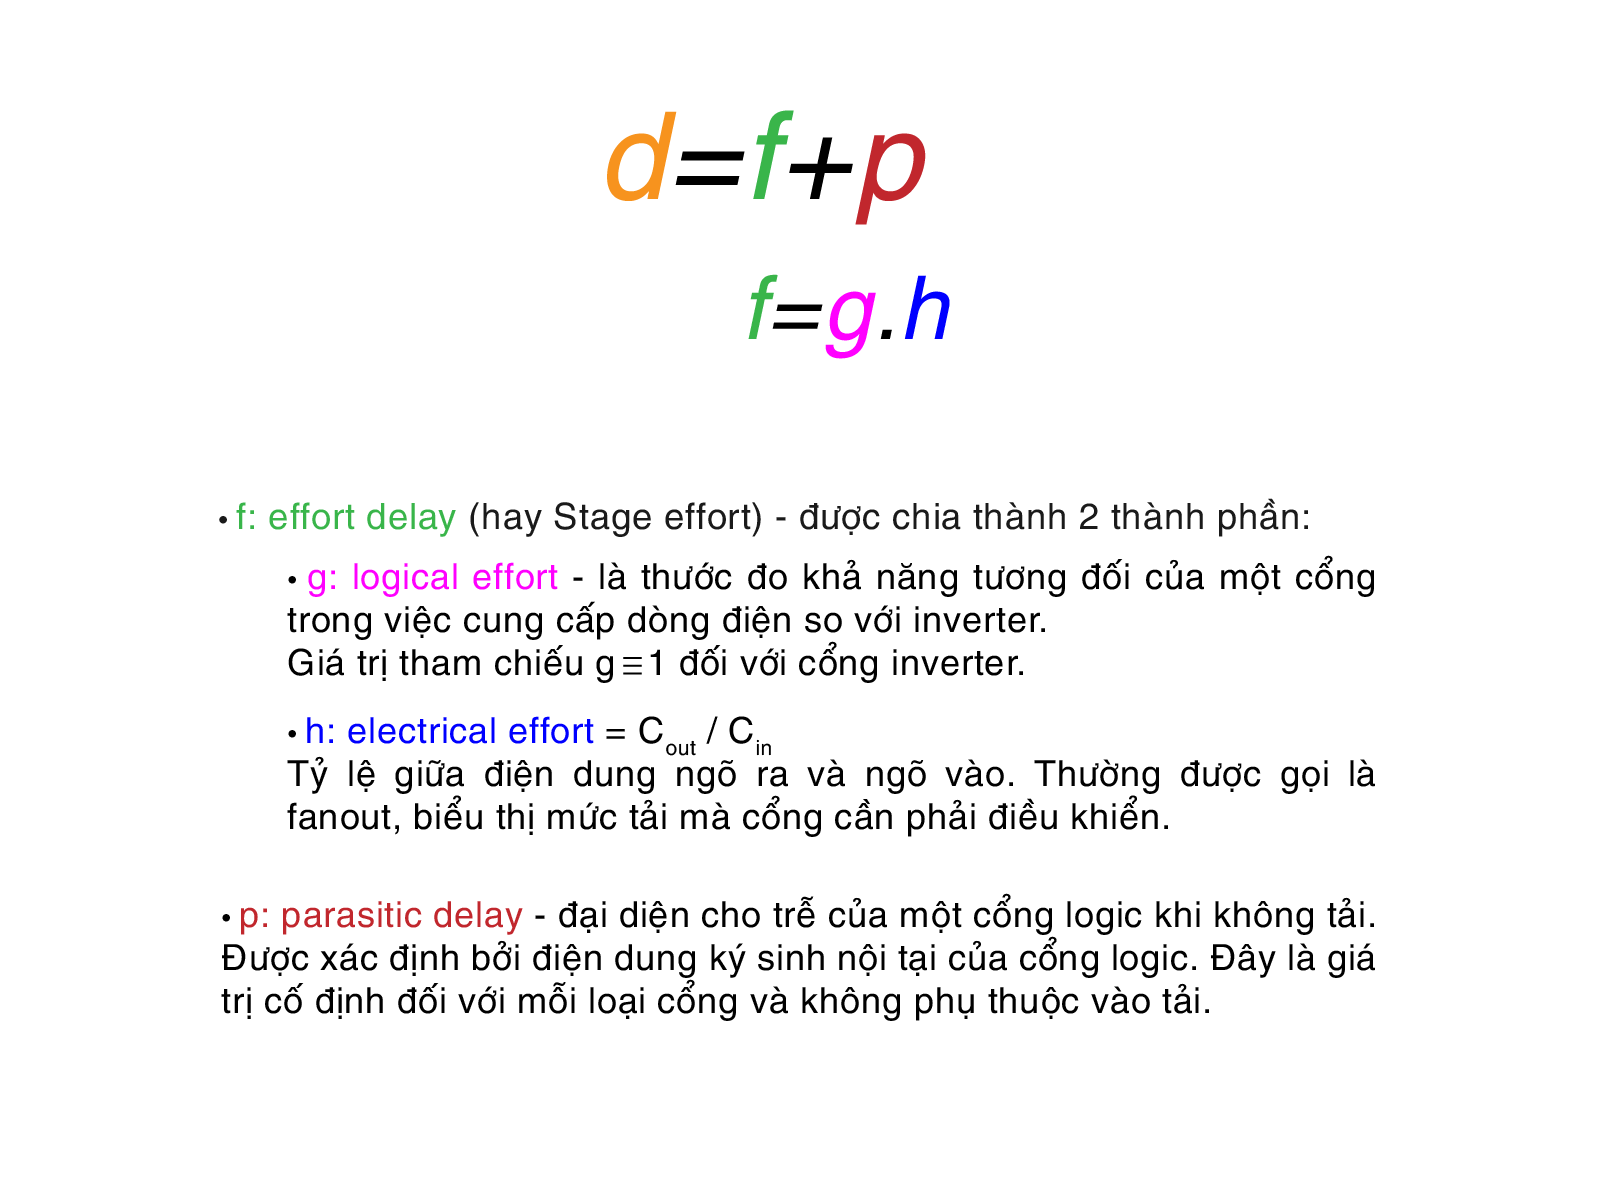 d=f+p
f=g.h
• f: effort delay (hay Stage effort) - được chia thành 2 thành phần:
• g: logical effort - là thước đo khả năng tương đối của một cổng
trong việc cung cấp dòng điện so với inverter.
Giá trị tham chiếu g ≡ 1 đối với cổng inverter.
• h: electrical effort = Cout / Cin
Tỷ lệ giữa điện dung ngõ ra và ngõ vào. Thường được gọi là
fanout, biểu thị mức tải mà cổng cần phải điều khiển.
• p: parasitic delay - đại diện cho trễ của một cổng logic khi không tải.
Được xác định bởi điện dung ký sinh nội tại của cổng logic. Đây là giá
trị cố định đối với mỗi loại cổng và không phụ thuộc vào tải.